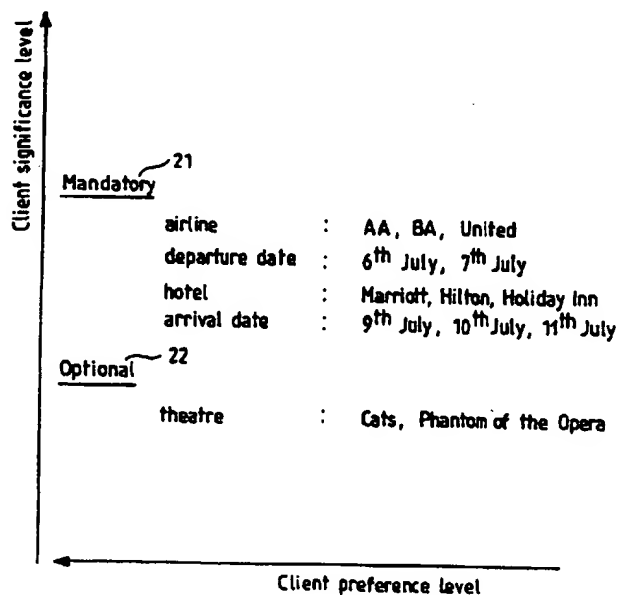 Client significance level
21
Mandatory
airline : AA, BA, United
departure date : 6th July, 7th July
hotel : Marriott, Hilton, Holiday Inn
arrival date : 9th July, 10th July, 11th July
22
Optional
theatre : Cats, Phantom of the Opera
Client preference level